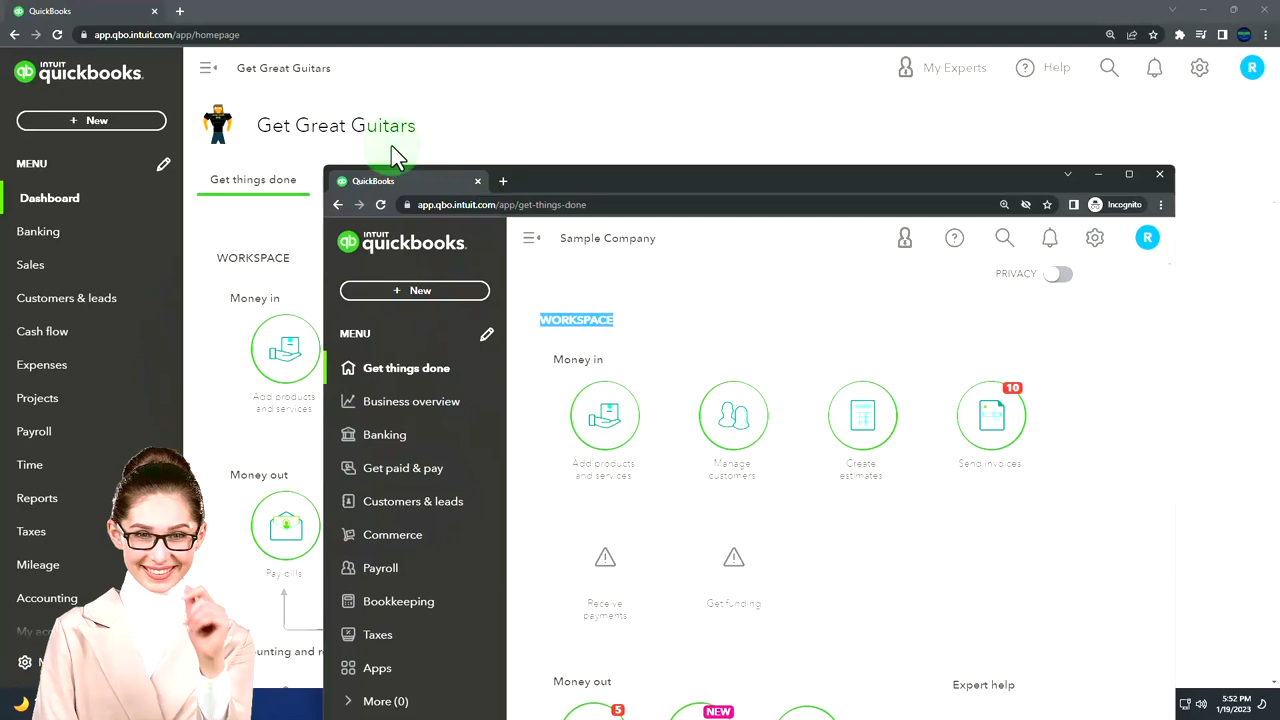 QuickBooks
app.qbo.intuit.com/app/homepage
INTUIT
quickbooks.
Get Great Guitars
My Experts
Help
R
+ New
Get Great Guitars
MENU
Get things done
Dashboard
Banking
Sales
Customers & leads
Cash flow
Expenses
Projects
Payroll
Time
Reports
Taxes
Mileage
Accounting
WORKSPACE
Money in
Add products
and services
Money out
Pay bills
QuickBooks
app.qbo.intuit.com/app/get-things-done
Incognito
INTUIT
quickbooks.
Sample Company
R
PRIVACY
+ New
MENU
Get things done
Business overview
Banking
Get paid & pay
Customers & leads
Commerce
Payroll
Bookkeeping
Taxes
Apps
More (0)
WORKSPACE
Money in
10
Add products
and services
Manage
customers
Create
estimates
Send invoices
Receive
payments
Get funding
Money out
Expert help
5
NEW
5:52 PM
1/19/2023